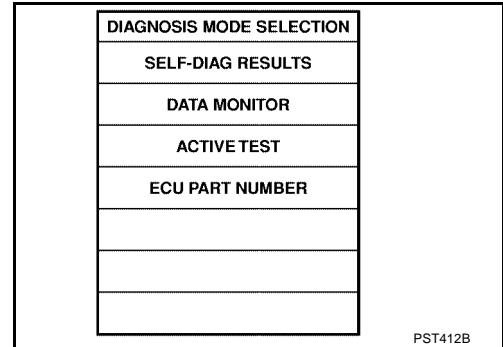 DIAGNOSIS MODE SELECTION
SELF-DIAG RESULTS
DATA MONITOR
ACTIVE TEST
ECU PART NUMBER
PST412B